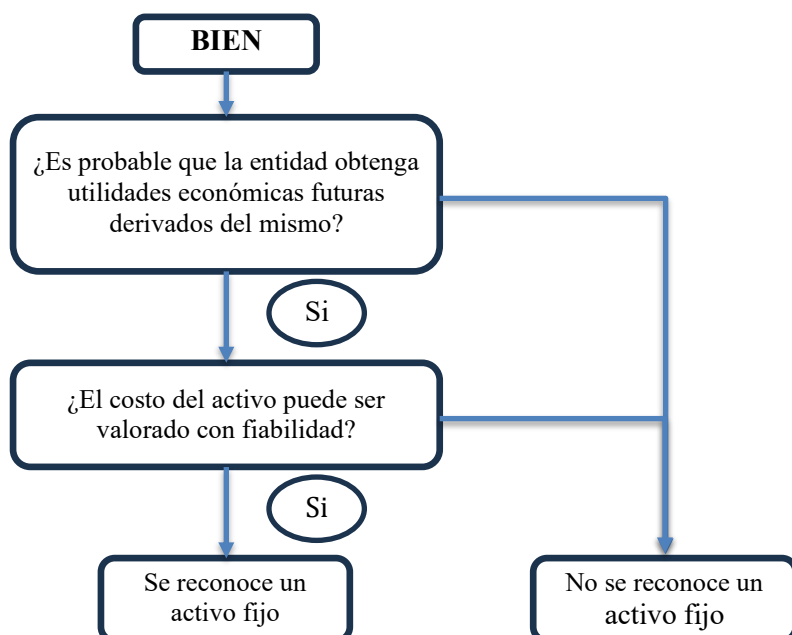 BIEN
¿Es probable que la entidad obtenga
utilidades económicas futuras
derivados del mismo?
Si
¿El costo del activo puede ser
valorado con fiabilidad?
Si
Se reconoce un
activo fijo
No se reconoce un
activo fijo